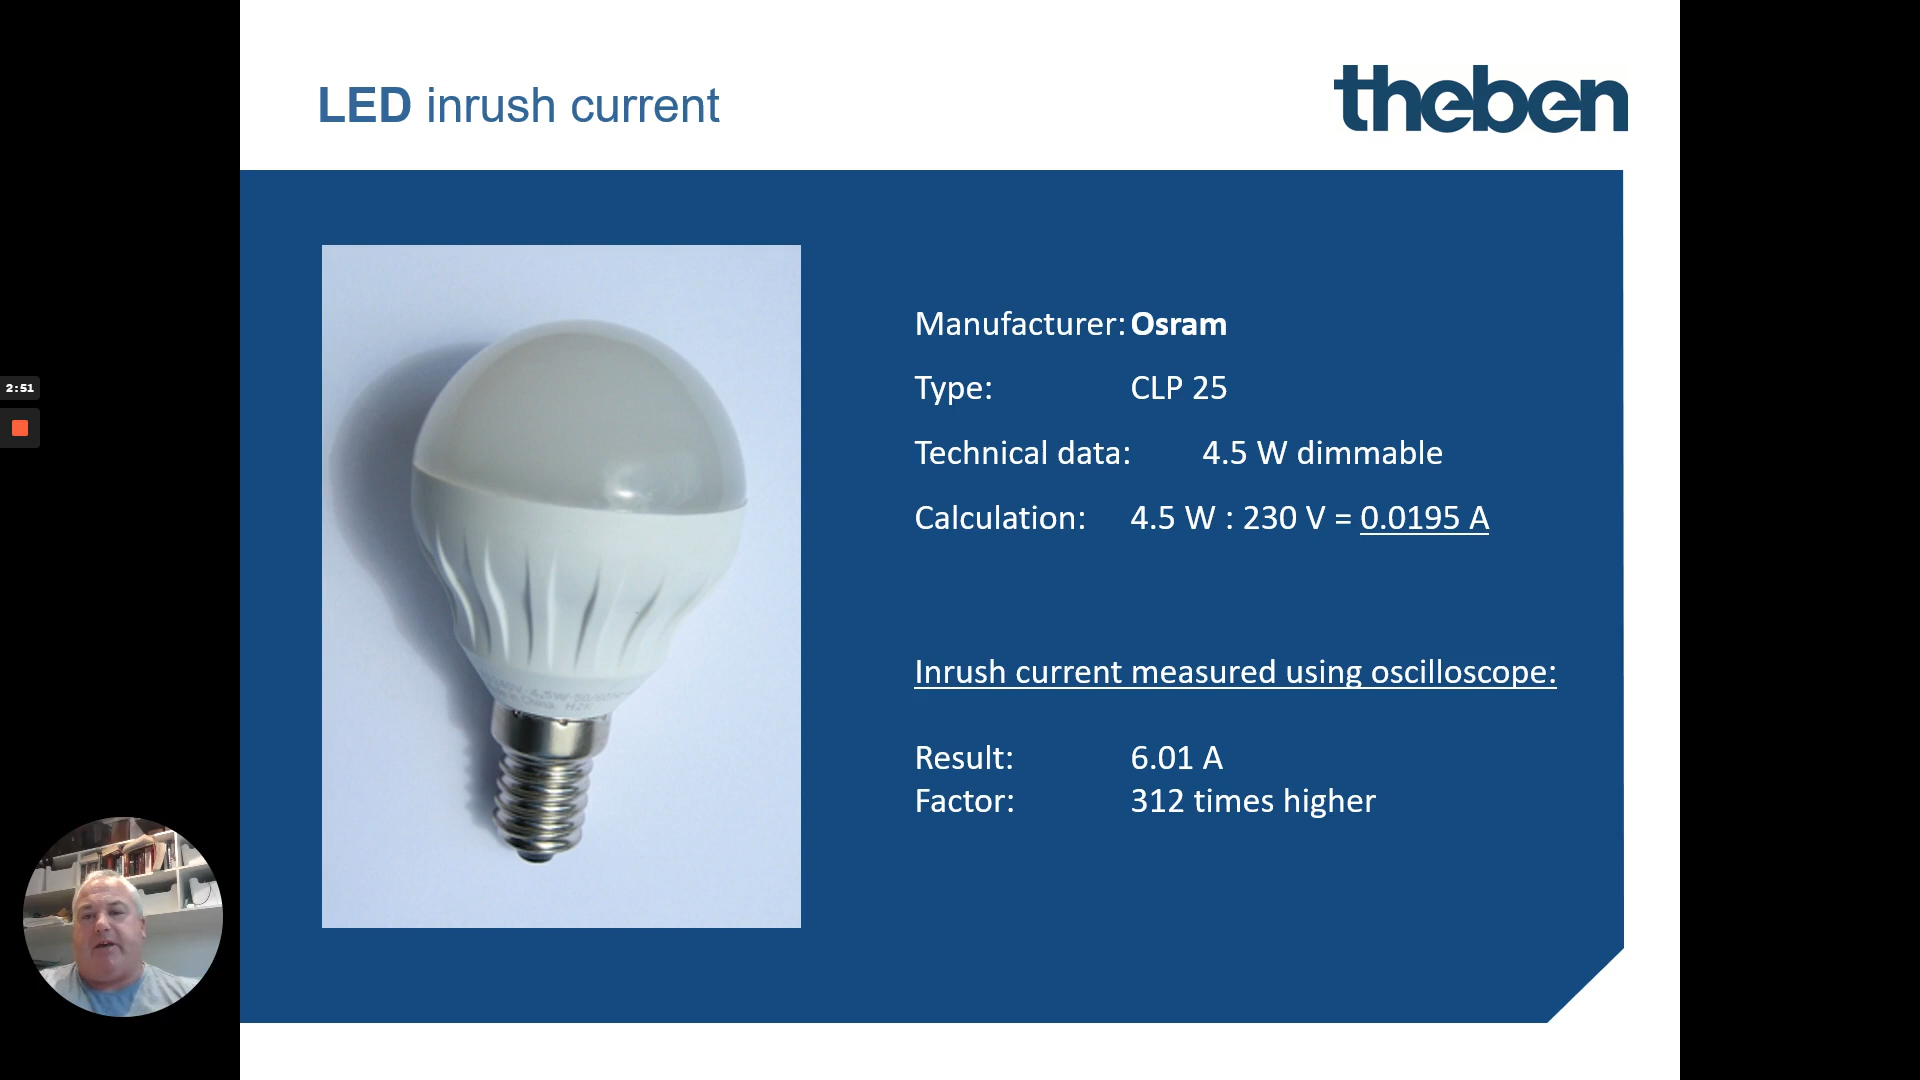 LED inrush current
theben
Manufacturer: Osram
Type: CLP 25
Technical data: 4.5 W dimmable
Calculation: 4.5 W : 230 V = 0.0195 A
2:51
Inrush current measured using oscilloscope:
Result: 6.01 A
Factor: 312 times higher